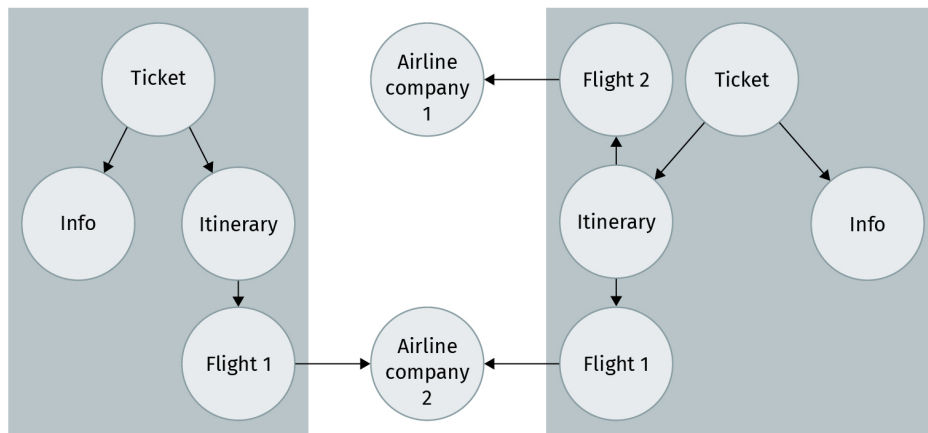 Ticket
Info
Itinerary
Flight 1
Airline
company
1
Airline
company
2
Flight 2
Ticket
Itinerary
Info
Flight 1